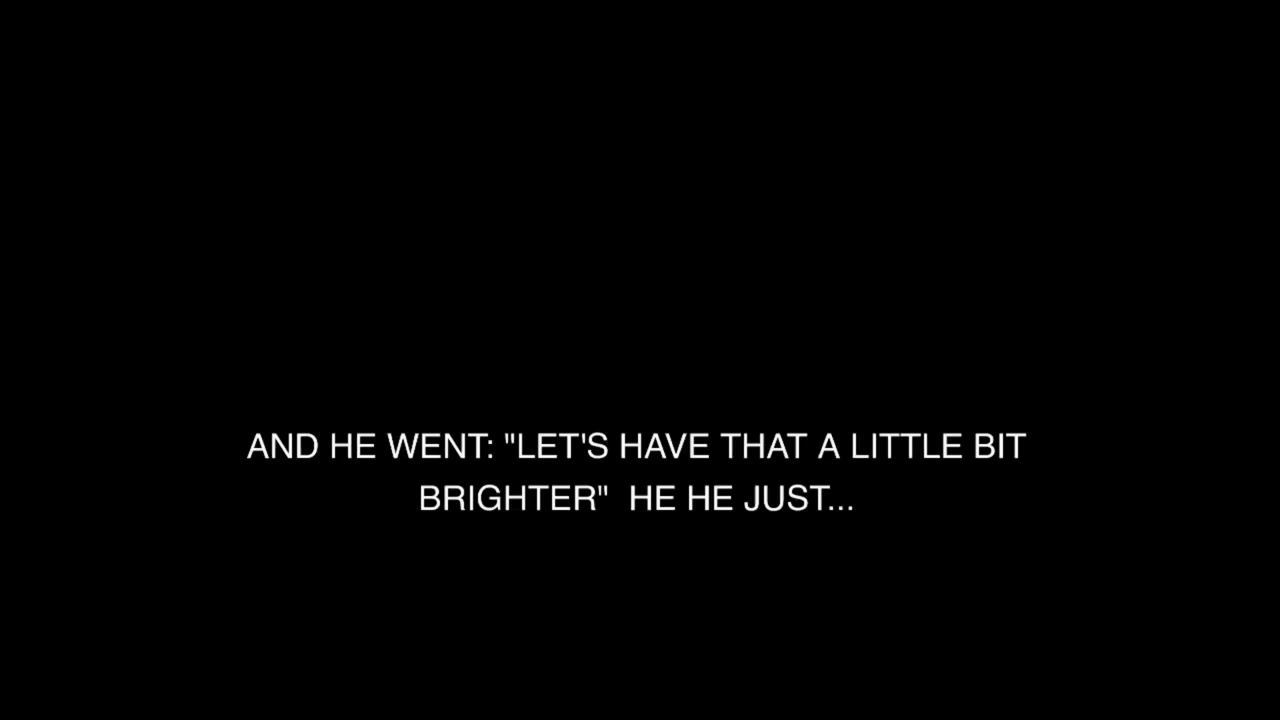 AND HE WENT: "LET'S HAVE THAT A LITTLE BIT
BRIGHTER"  HE HE JUST...